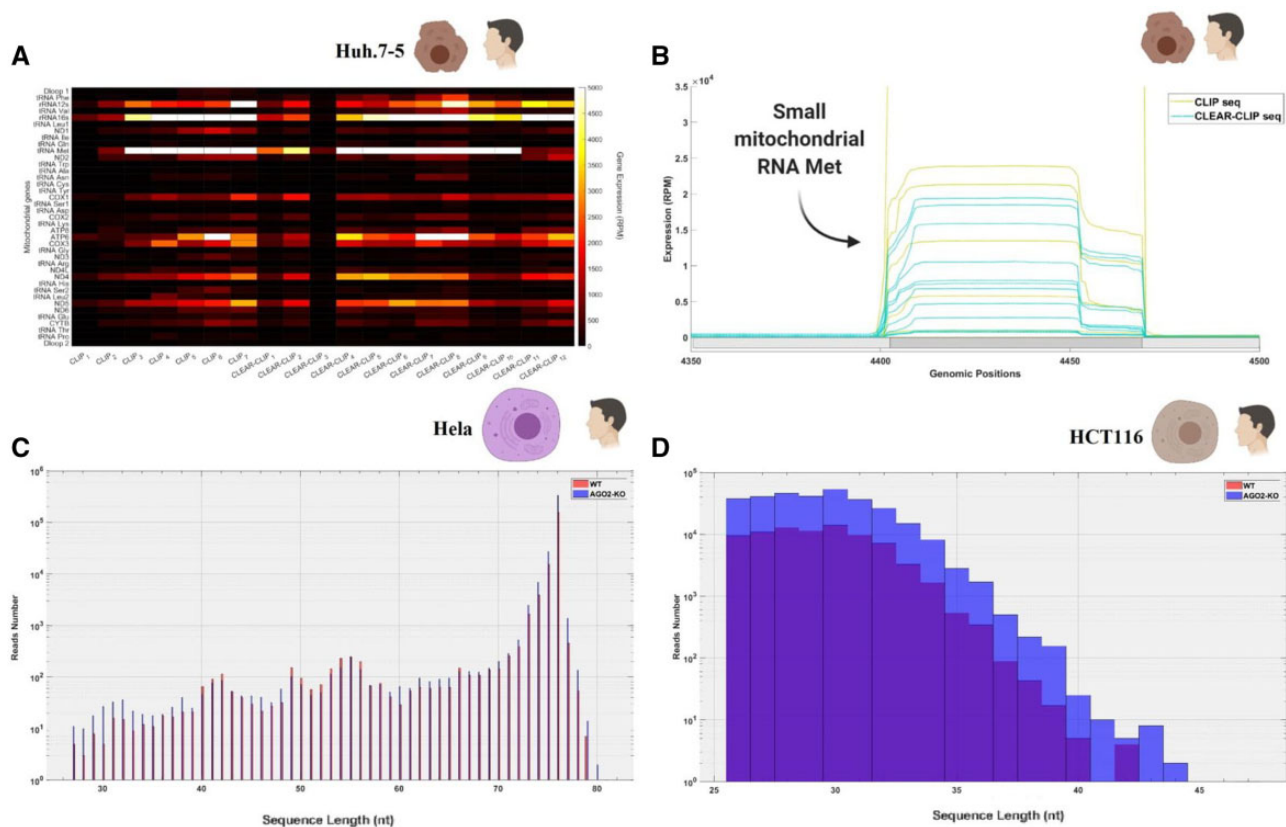 A
Huh.7-5
Mitochondrial genes
Dloop 1
tRNA Phe
rRNA12s
tRNA Val
rRNA16s
tRNA Leu1
ND1
tRNA Ile
tRNA Gln
tRNA Met
ND2
tRNA Trp
tRNA Ala
tRNA Asn
tRNA Cys
tRNA Tyr
COX1
tRNA Ser1
tRNA Asp
COX2
tRNA Lys
ATP8
ATP6
COX3
tRNA Gly
ND3
tRNA Arg
ND4L
ND4
tRNA His
tRNA Ser2
tRNA Leu2
ND5
ND6
tRNA Glu
CYTB
tRNA Thr
tRNA Pro
Dloop 2
CLIP 1
CLIP 2
CLIP 3
CLIP 4
CLIP 5
CLIP 6
CLIP 7
CLEAR-CLIP 1
CLEAR-CLIP 2
CLEAR-CLIP 3
CLEAR-CLIP 4
CLEAR-CLIP 5
CLEAR-CLIP 6
CLEAR-CLIP 7
CLEAR-CLIP 8
CLEAR-CLIP 9
CLEAR-CLIP 10
CLEAR-CLIP 11
CLEAR-CLIP 12
5000
4500
4000
3500
3000
2500
2000
1500
1000
500
0
Gene Expression (RPM)
B
×10⁴
3.5
3
2.5
2
1.5
1
0.5
0
Expression (RPM)
Small
mitochondrial
RNA Met
CLIP seq
CLEAR-CLIP seq
4350 4400 4450 4500
Genomic Positions
C
Hela
10⁶
10⁵
10⁴
10³
10²
10¹
10⁰
Reads Number
WT
AGO2-KO
30 40 50 60 70 80
Sequence Length (nt)
D
HCT116
10⁵
10⁴
10³
10²
10¹
10⁰
Reads Number
WT
AGO2-KO
25 30 35 40 45
Sequence Length (nt)